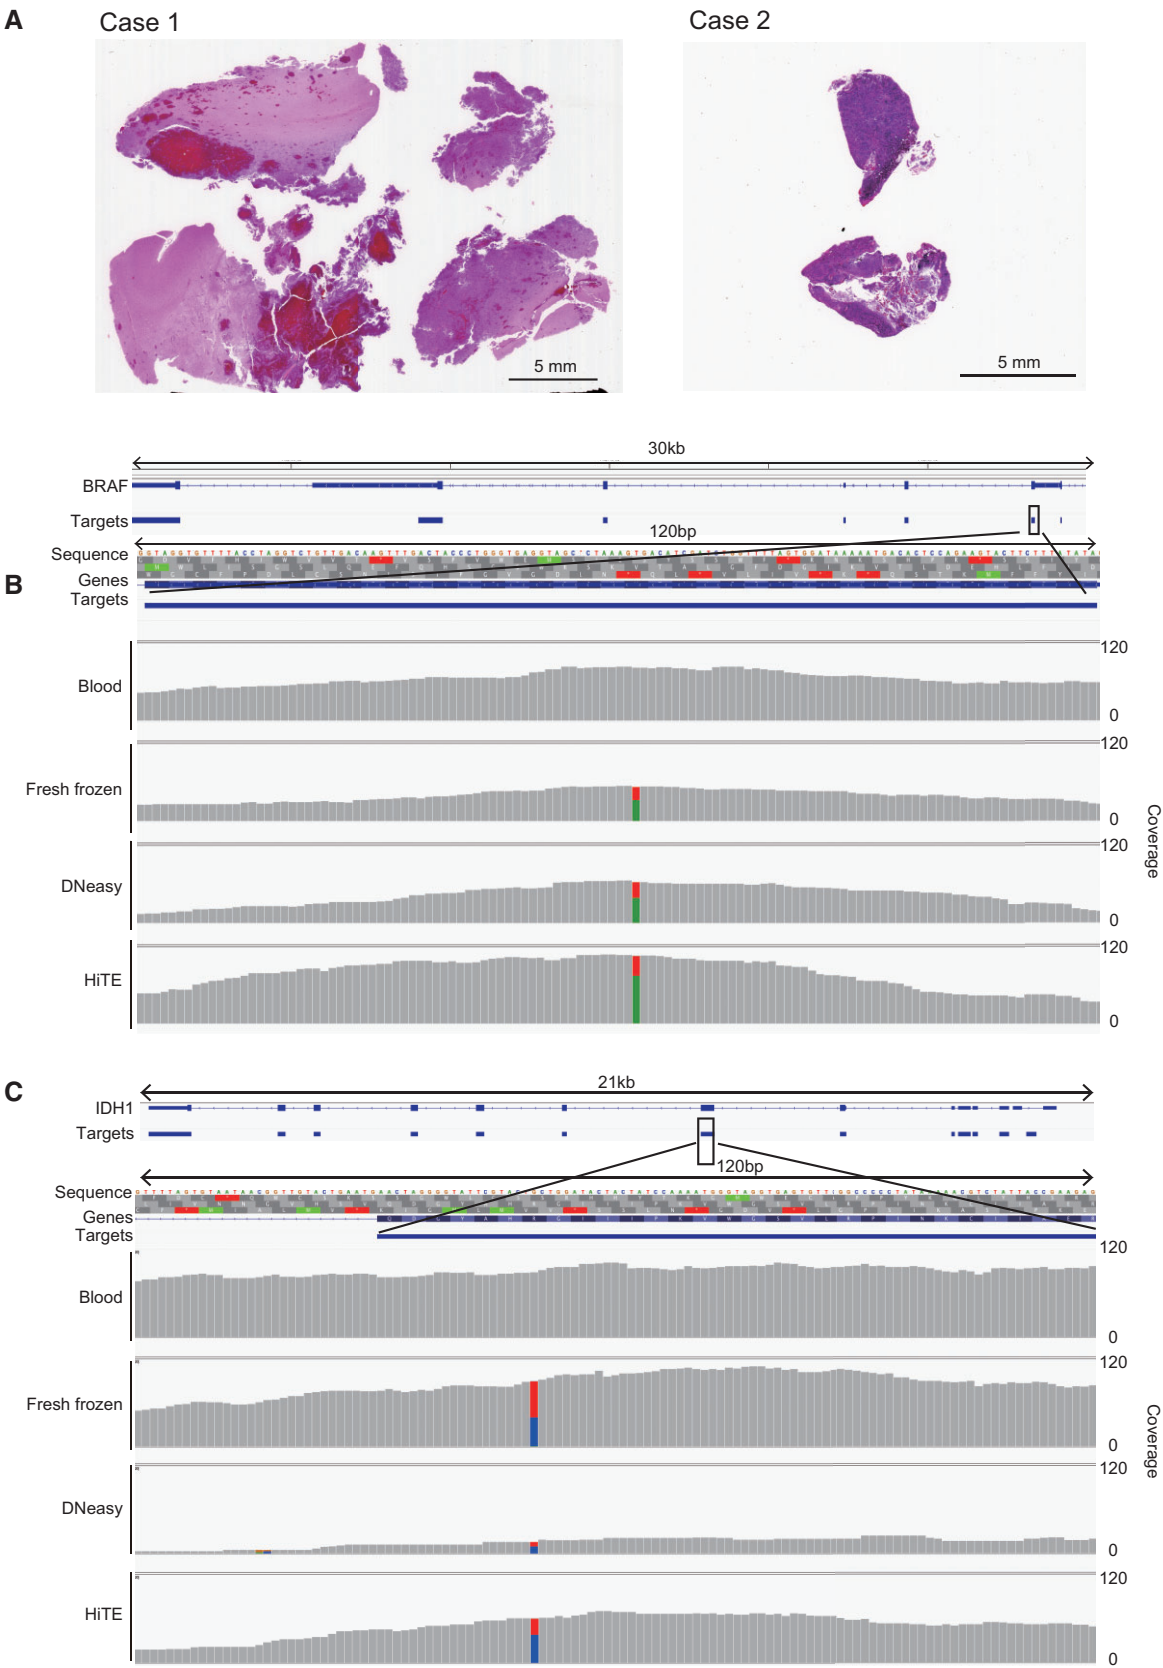 A
Case 1
Case 2
5 mm
5 mm
30kb
BRAF
Targets
120bp
Sequence
Genes
B
Targets
120
Blood
0
120
Fresh frozen
0
120
DNeasy
0
120
HiTE
0
Coverage
C
21kb
IDH1
Targets
120bp
Sequence
Genes
Targets
120
Blood
0
120
Fresh frozen
0
120
DNeasy
0
120
HiTE
0
Coverage